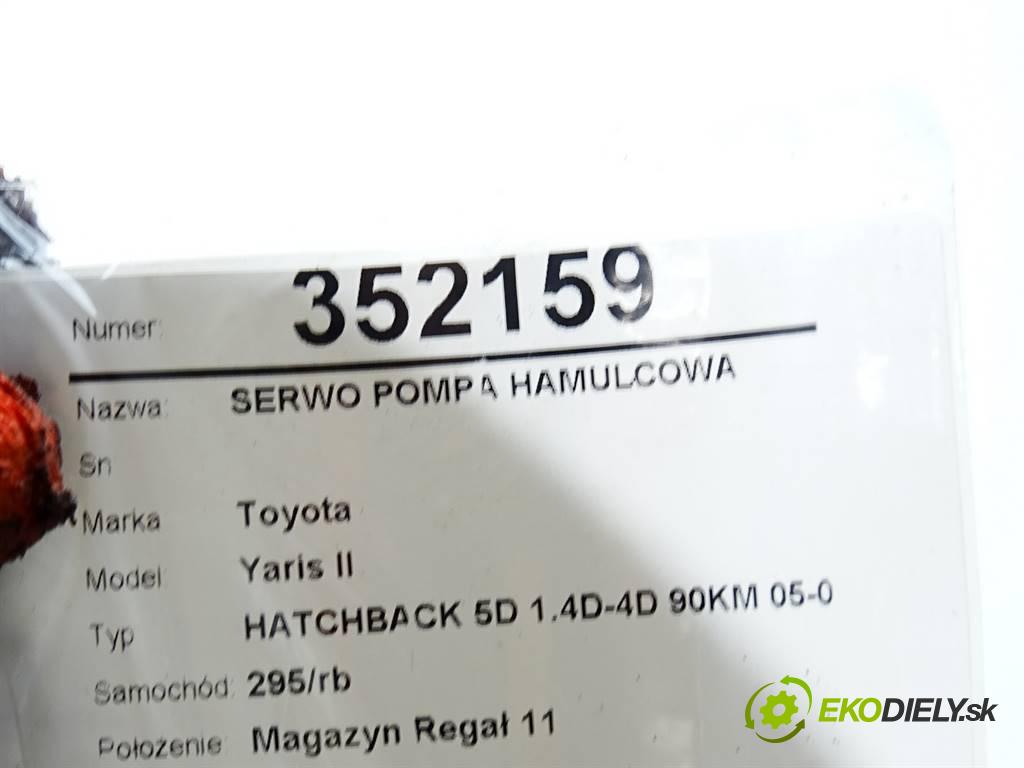 Numer: 352159
Nazwa: SERWO POMPA HAMULCOWA
Sn
Marka Toyota
Model Yaris II
Typ HATCHBACK 5D 1.4D-4D 90KM 05-0
Samochód: 295/rb
Położenie: Magazyn Regał 11
EKODIELY.sk